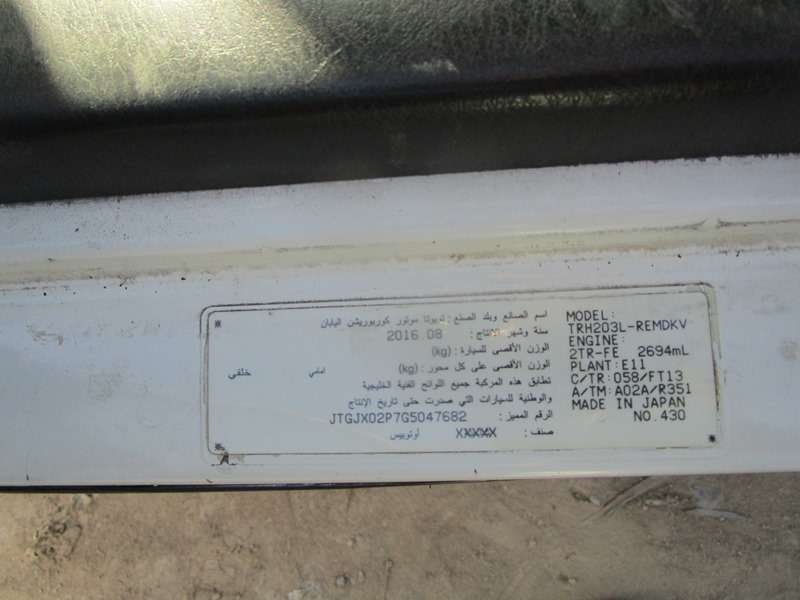 اسم الصانع وبلد الصنع : تويوتا موتور كوربوريشن اليابان
سنة وشهر الإنتاج : 2016.08
الوزن الأقصى للسيارة : (kg)
الوزن الأقصى على كل محور : (kg) امامي خلفي
تطابق هذه المركبة جميع اللوائح الفنية الخليجية
والوطنية للسيارات التي صدرت حتى تاريخ الإنتاج
الرقم المميز : JTGJX02P7G5047682
صنف : XXXXX أوتوبيس
MODEL:
TRH203L-REMDKV
ENGINE:
2TR-FE 2694mL
PLANT: E11
C/TR: 058/FT13
A/TM: A02A/R351
MADE IN JAPAN
NO.430